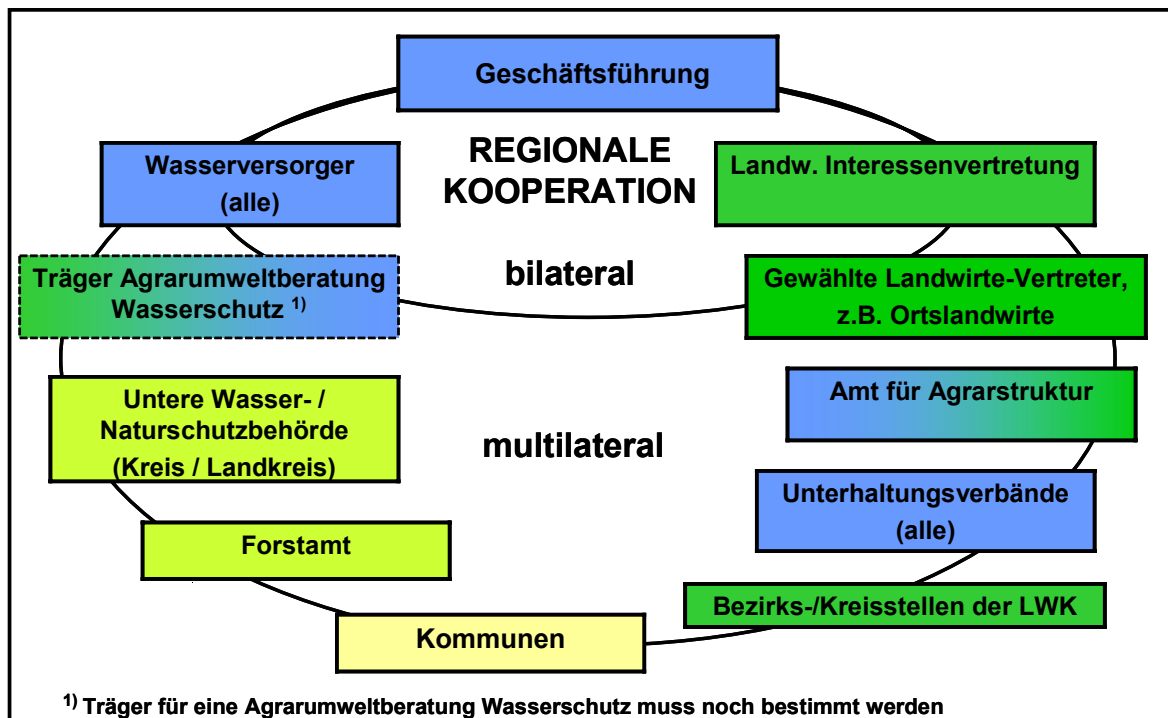 Geschäftsführung
REGIONALE
KOOPERATION
Wasserversorger
(alle)
Landw. Interessenvertretung
Träger Agrarumweltberatung
Wasserschutz ¹⁾
bilateral
Gewählte Landwirte-Vertreter,
z.B. Ortslandwirte
Untere Wasser- /
Naturschutzbehörde
(Kreis / Landkreis)
Amt für Agrarstruktur
multilateral
Unterhaltungsverbände
(alle)
Forstamt
Bezirks-/Kreisstellen der LWK
Kommunen
¹⁾ Träger für eine Agrarumweltberatung Wasserschutz muss noch bestimmt werden